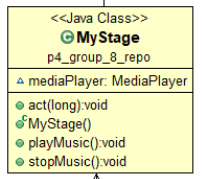 <<Java Class>>
MyStage
p4_group_8_repo
mediaPlayer: MediaPlayer
act(long):void
MyStage()
playMusic():void
stopMusic():void